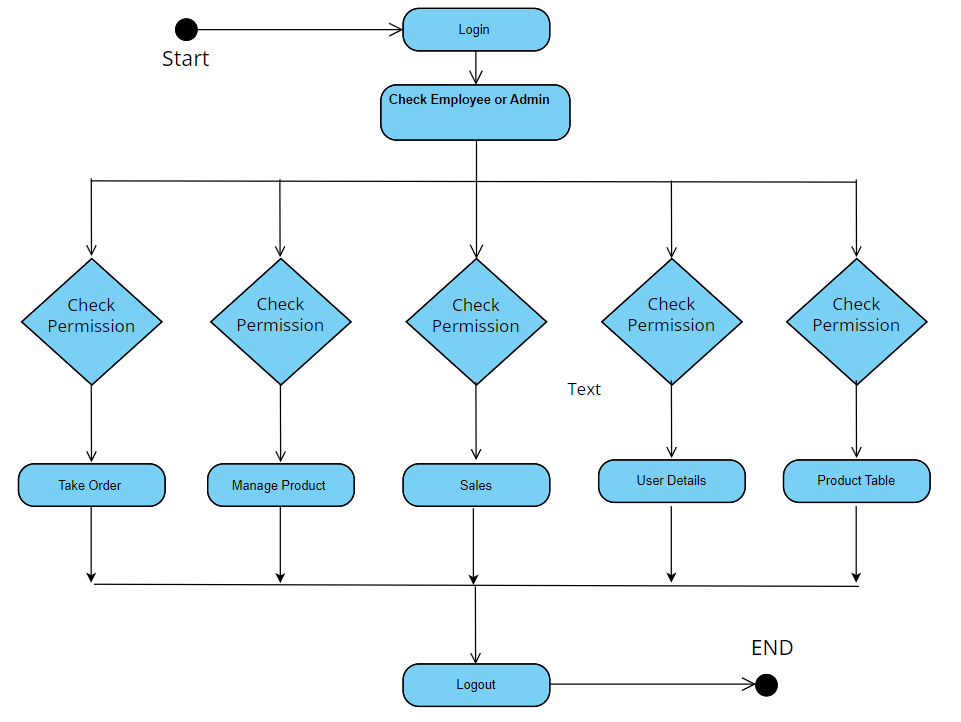 Login
Start
Check Employee or Admin
Check
Permission
Check
Permission
Check
Permission
Check
Permission
Check
Permission
Text
Take Order
Manage Product
Sales
User Details
Product Table
END
Logout